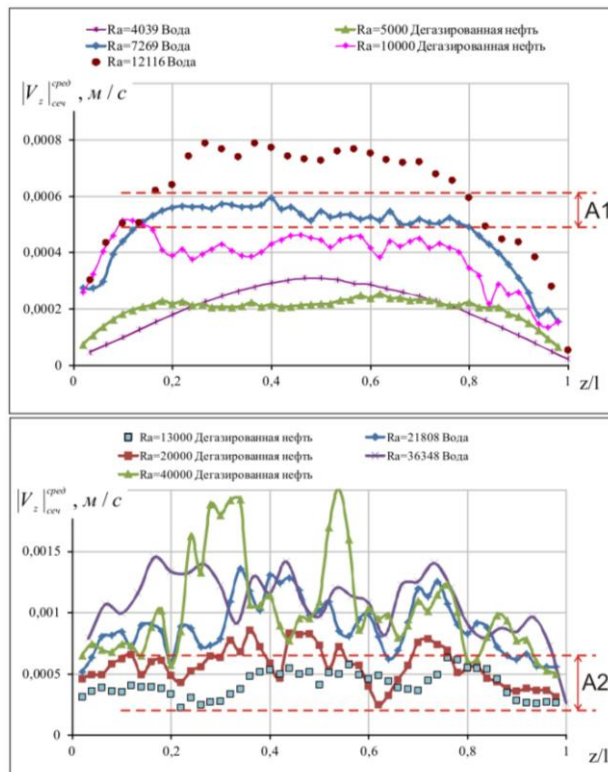 Ra=4039 Вода
Ra=5000 Дегазированная нефть
Ra=7269 Вода
Ra=10000 Дегазированная нефть
Ra=12116 Вода
|V_z|сред сеч , м / с
0,0008
0,0006
A1
0,0004
0,0002
0
0 0,2 0,4 0,6 0,8 1
z/l
Ra=13000 Дегазированная нефть
Ra=21808 Вода
Ra=20000 Дегазированная нефть
Ra=36348 Вода
Ra=40000 Дегазированная нефть
|V_z|сред сеч , м / с
0,0015
0,001
0,0005
A2
0
0 0,2 0,4 0,6 0,8 1
z/l